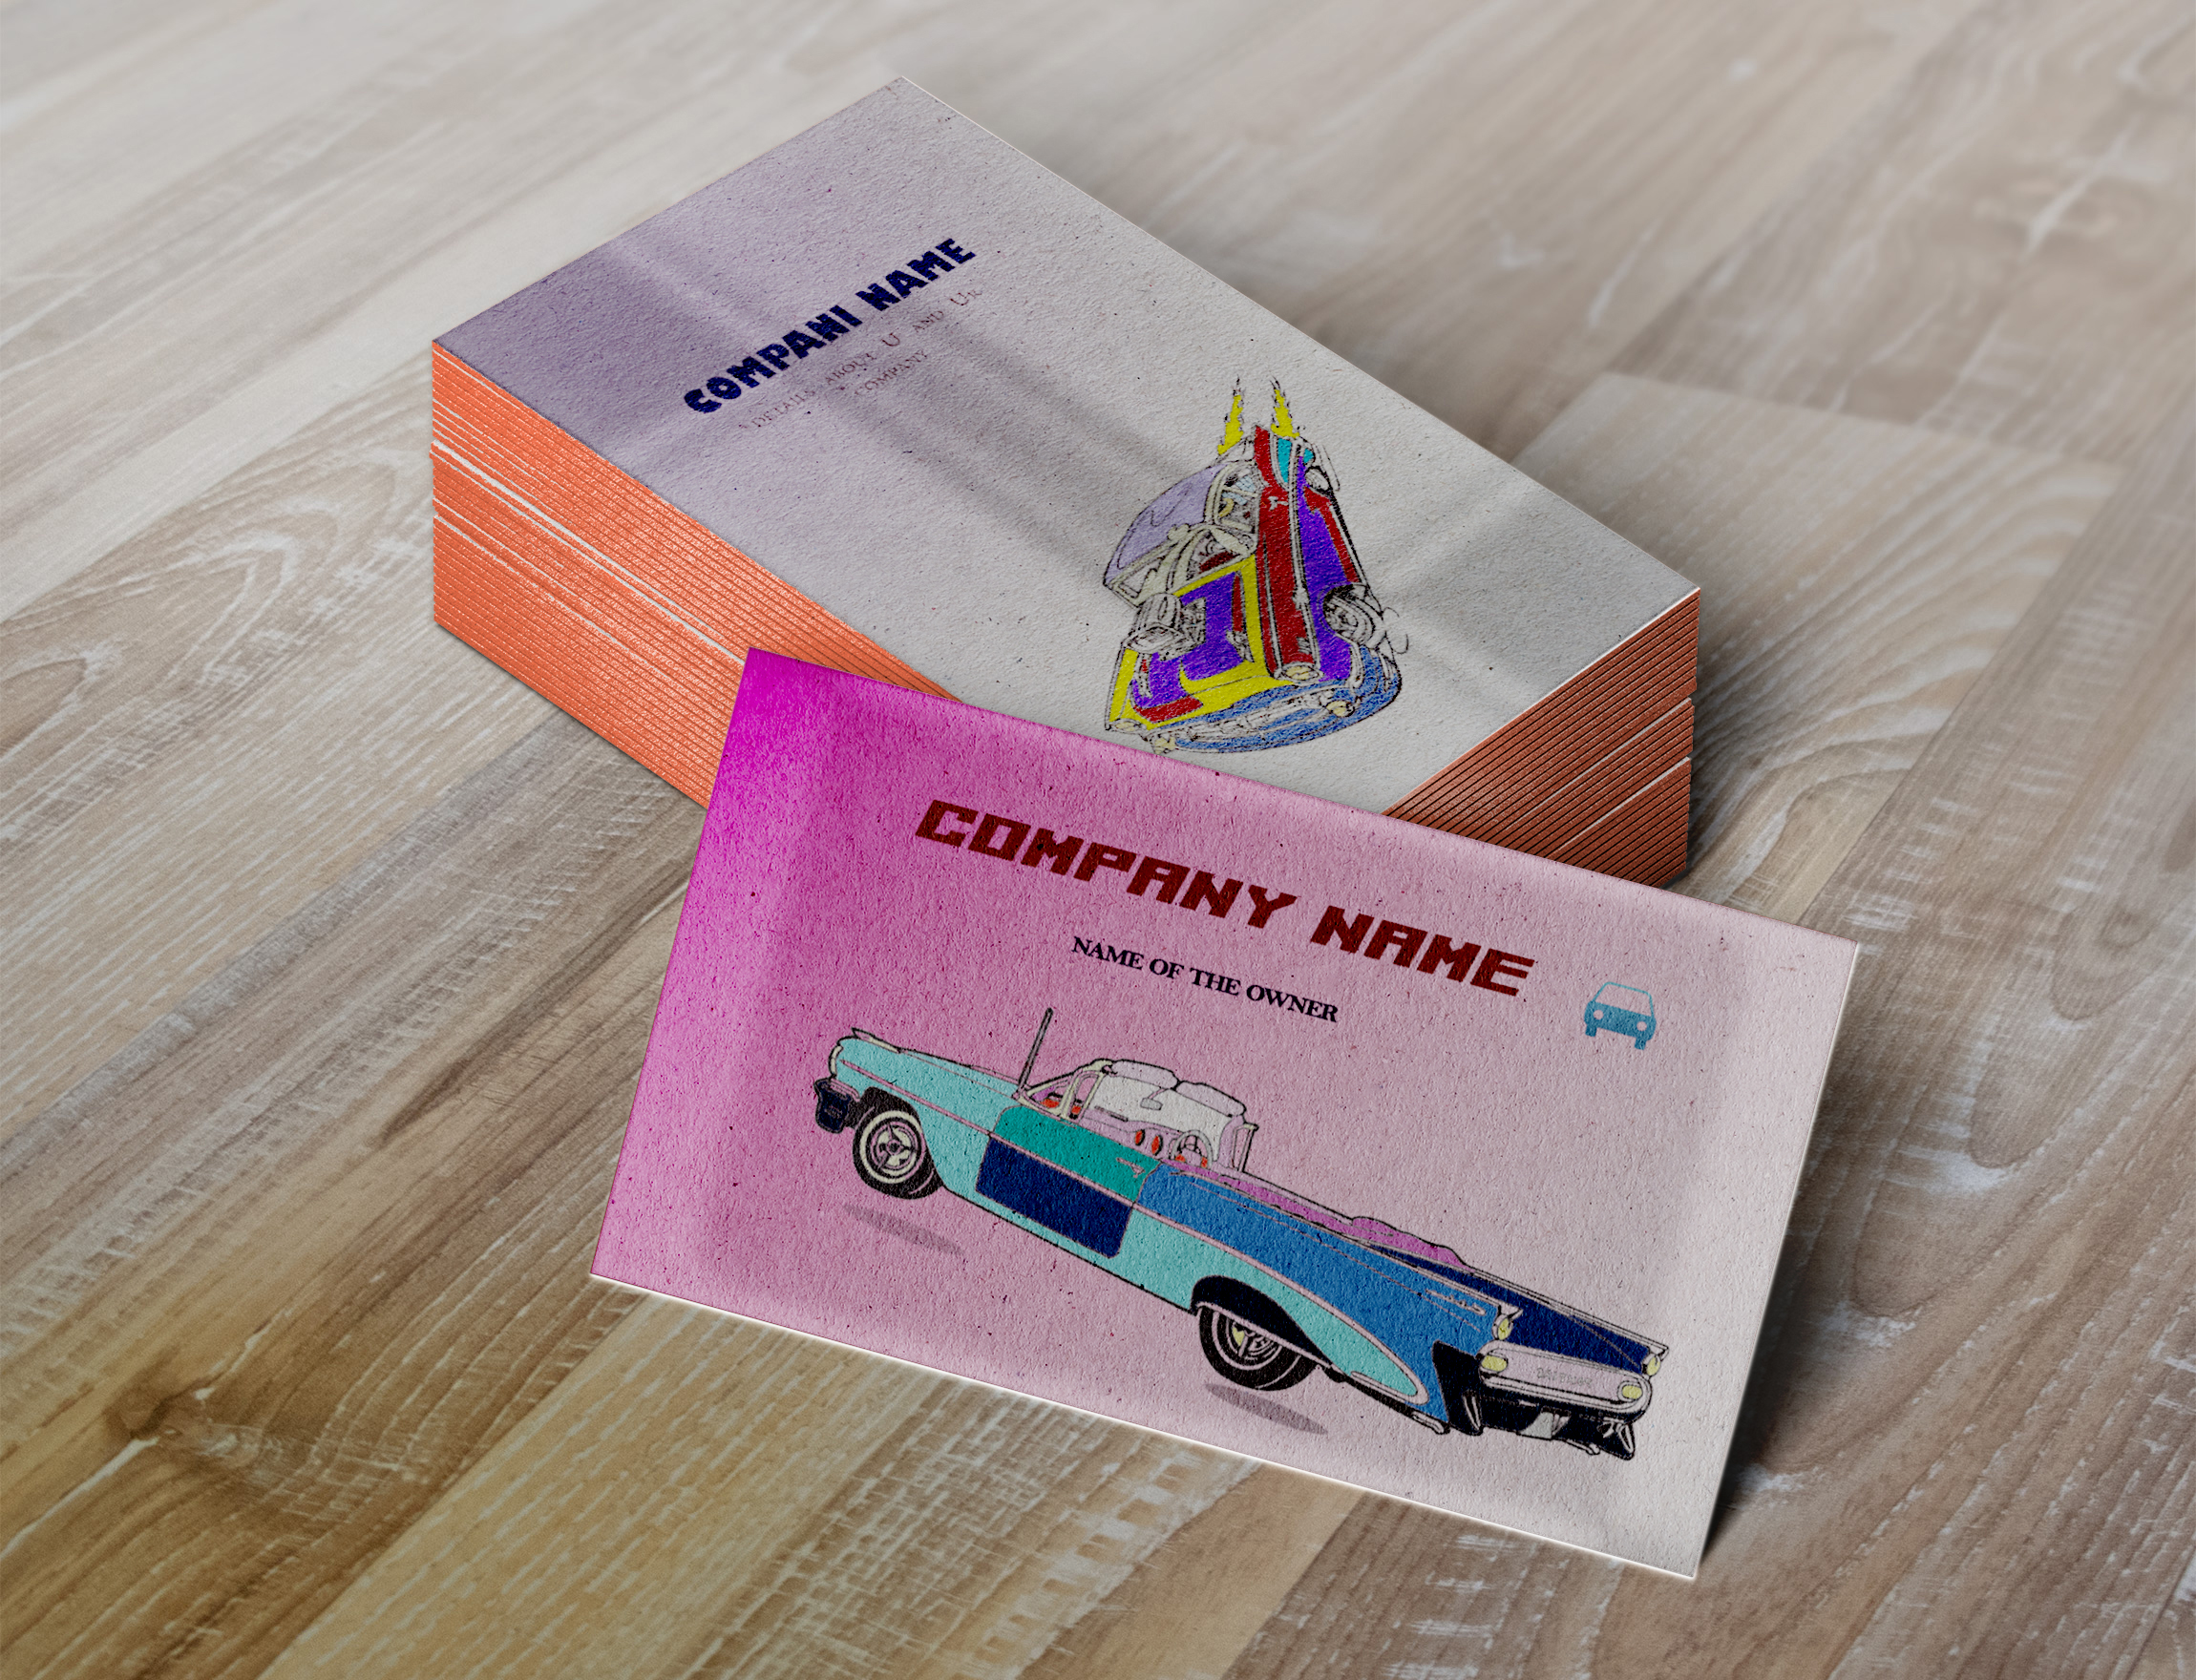 COMPANI NAME
DETAILS ABOUT U AND UR
COMPANY
COMPANY NAME
NAME OF THE OWNER